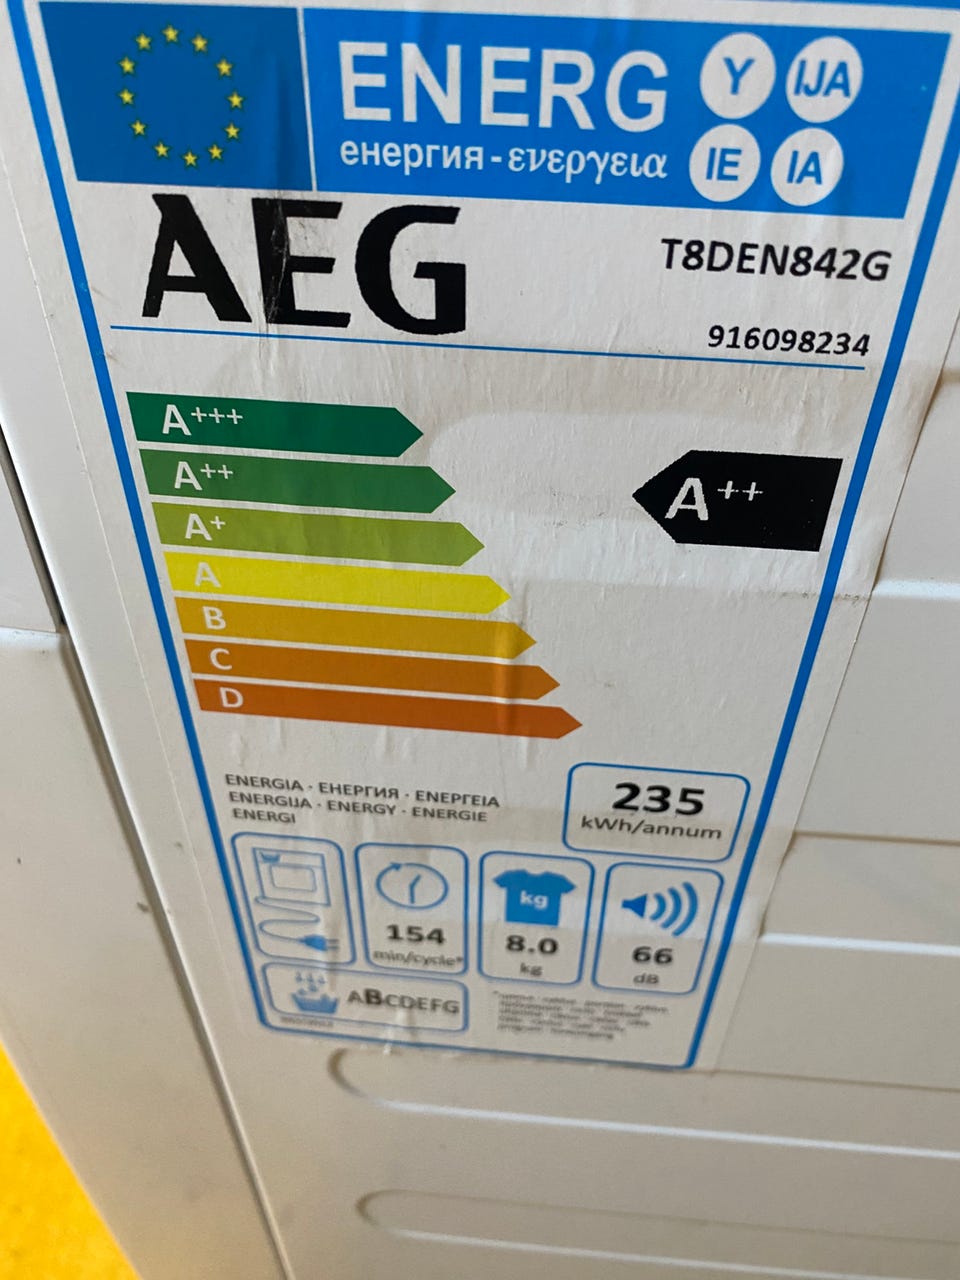 ENERG
Y IJA
енергия - ενεργεια
IE IA
AEG
T8DEN842G
916098234
A+++
A++
A++
A+
A
B
C
D
ENERGIA · ЕНЕРГИЯ · ΕΝΕΡΓΕΙΑ
ENERGIJA · ENERGY · ENERGIE
ENERGI
235
kWh/annum
154
min/cycle*
kg
8.0
kg
66
dB
ABCDEFG